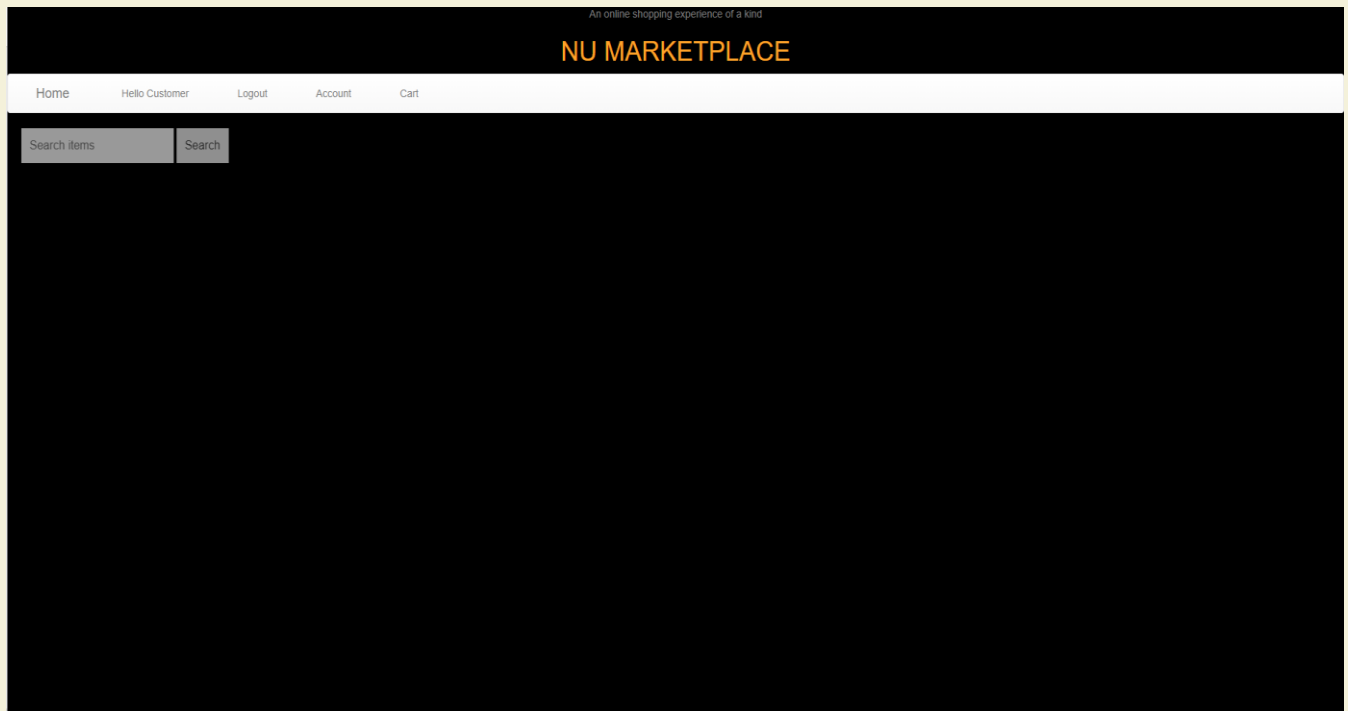 An online shopping experience of a kind
NU MARKETPLACE
Home Hello Customer Logout Account Cart
Search items Search